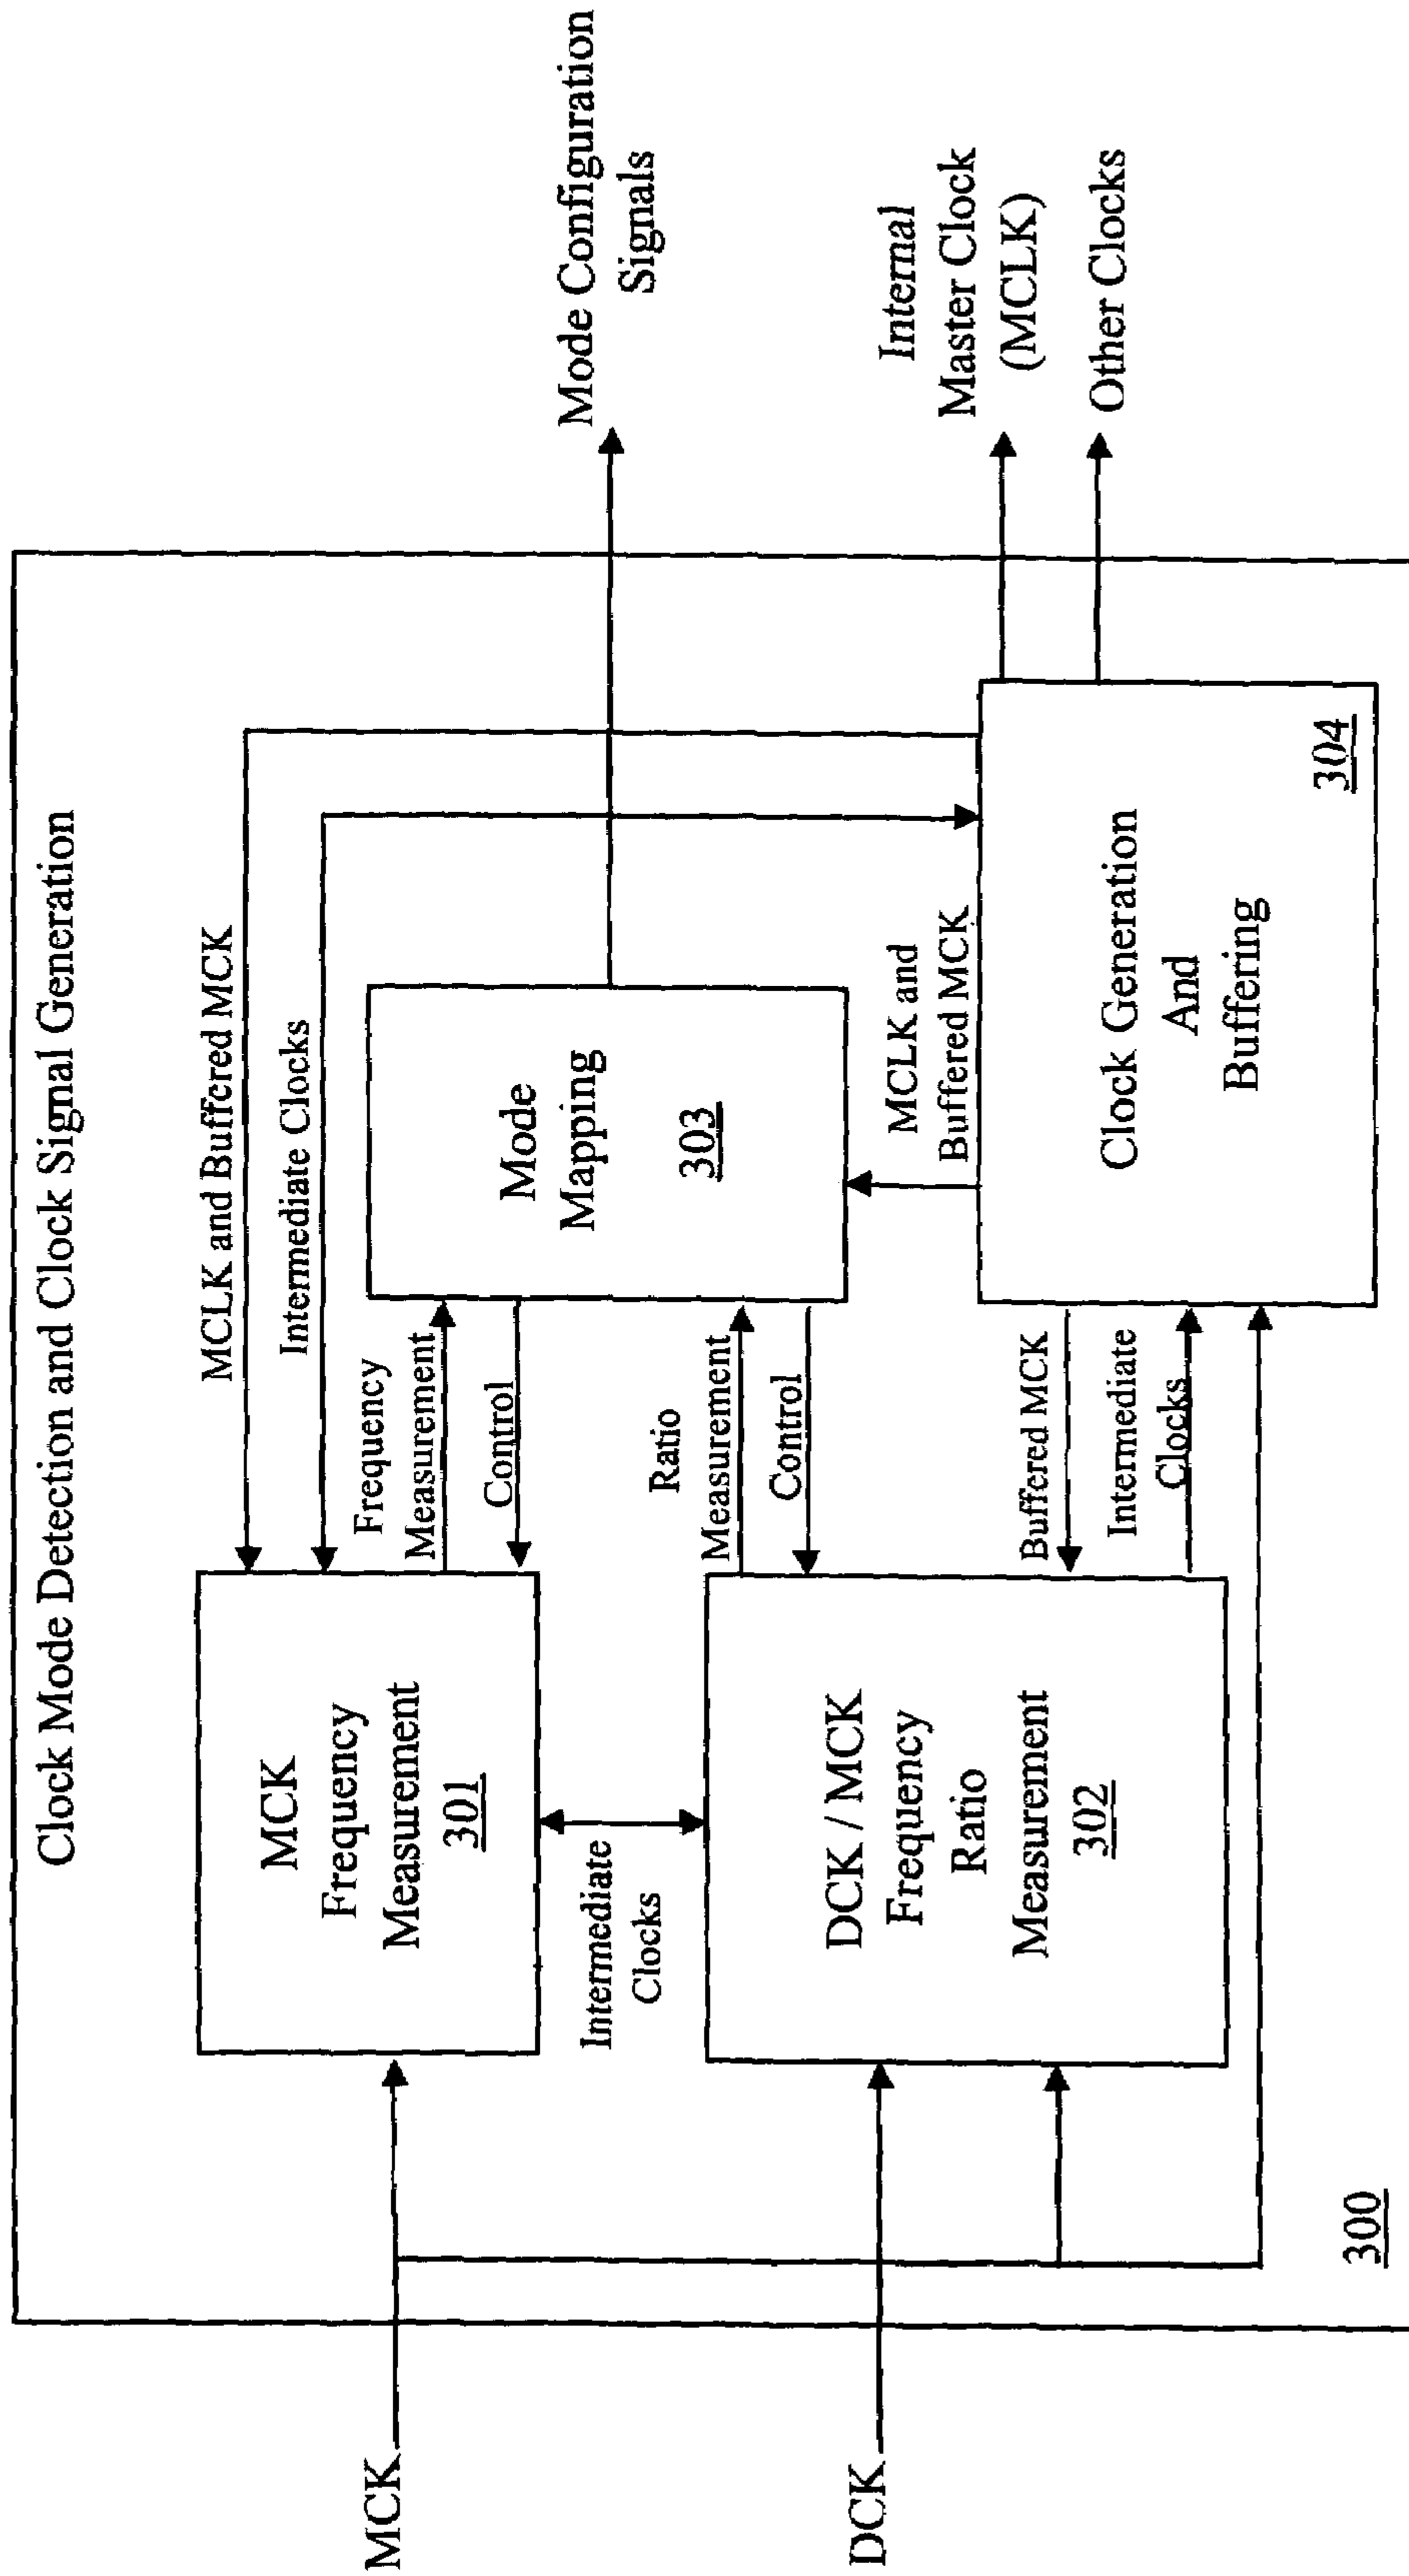 Clock Mode Detection and Clock Signal Generation
MCLK and Buffered MCK
Intermediate Clocks
MCK
MCK
Frequency
Measurement
301
Frequency
Measurement
Control
Mode
Mapping
303
Mode Configuration
Signals
Intermediate
Clocks
Ratio
Measurement
Control
DCK
DCK / MCK
Frequency
Ratio
Measurement
302
MCLK and
Buffered MCK
Buffered MCK
Intermediate
Clocks
Clock Generation
And
Buffering
304
Internal
Master Clock
(MCLK)
Other Clocks
300